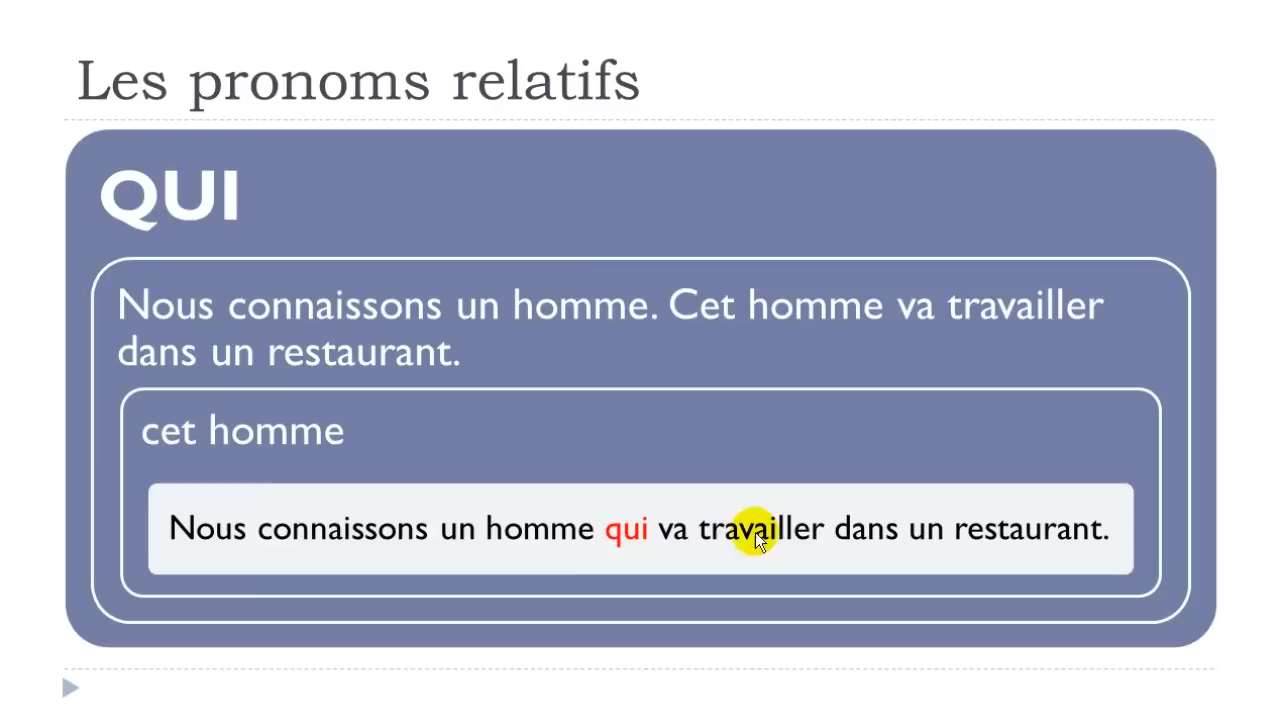 Les pronoms relatifs
QUI
Nous connaissons un homme. Cet homme va travailler
dans un restaurant.
cet homme
Nous connaissons un homme qui va travailler dans un restaurant.